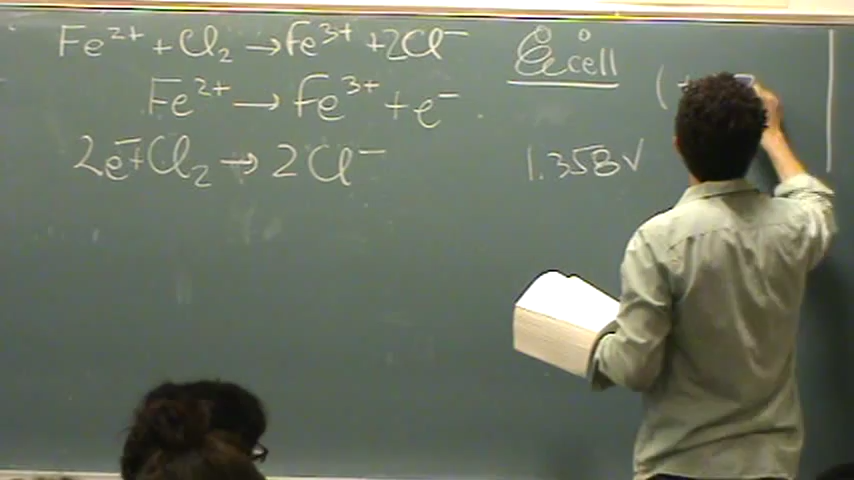 Fe²⁺ + Cl₂ → Fe³⁺ + 2Cl⁻
Fe²⁺ → Fe³⁺ + e⁻
2e⁻ + Cl₂ → 2Cl⁻
E° cell (+
1.358V